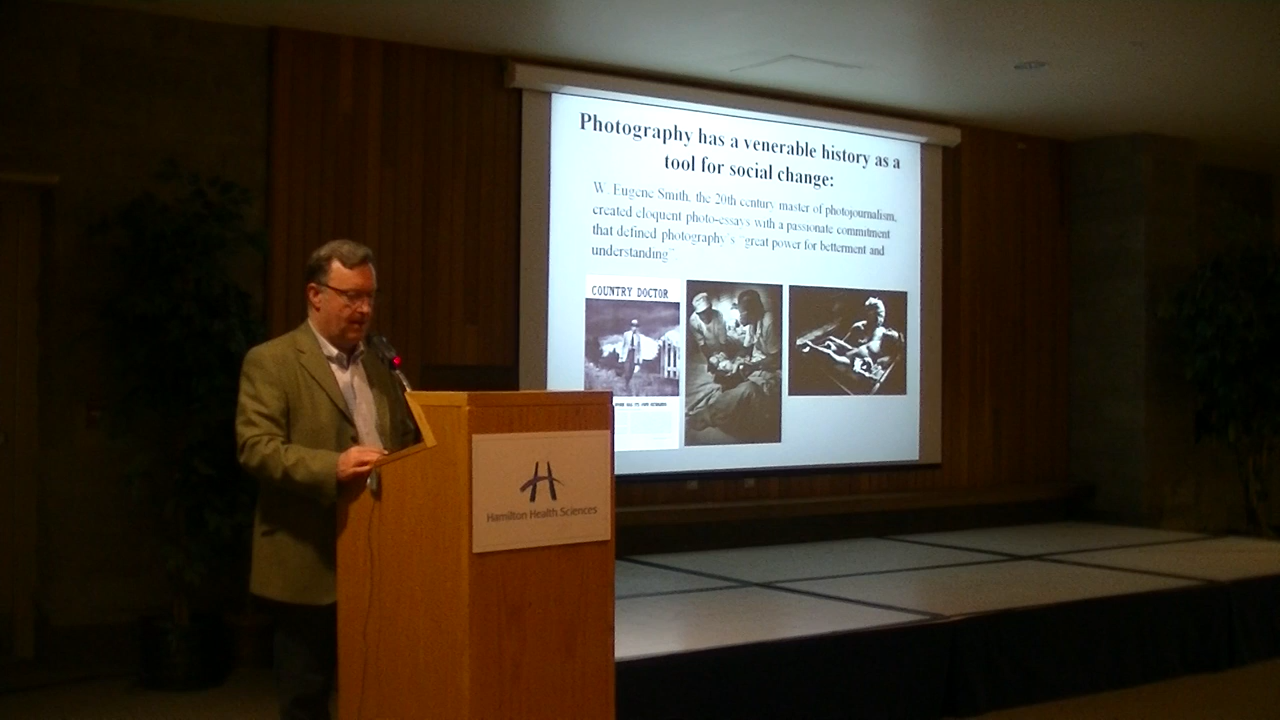 Photography has a venerable history as a
tool for social change:
W. Eugene Smith, the 20th century master of photojournalism,
created eloquent photo-essays with a passionate commitment
that defined photography's "great power for betterment and
understanding".
COUNTRY DOCTOR
Hamilton Health Sciences